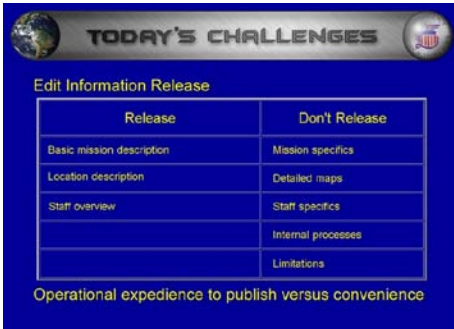 TODAY'S CHALLENGES
Edit Information Release
Release Don't Release
Basic mission description Mission specifics
Location description Detailed maps
Staff overview Staff specifics
Internal processes
Limitations
Operational expedience to publish versus convenience